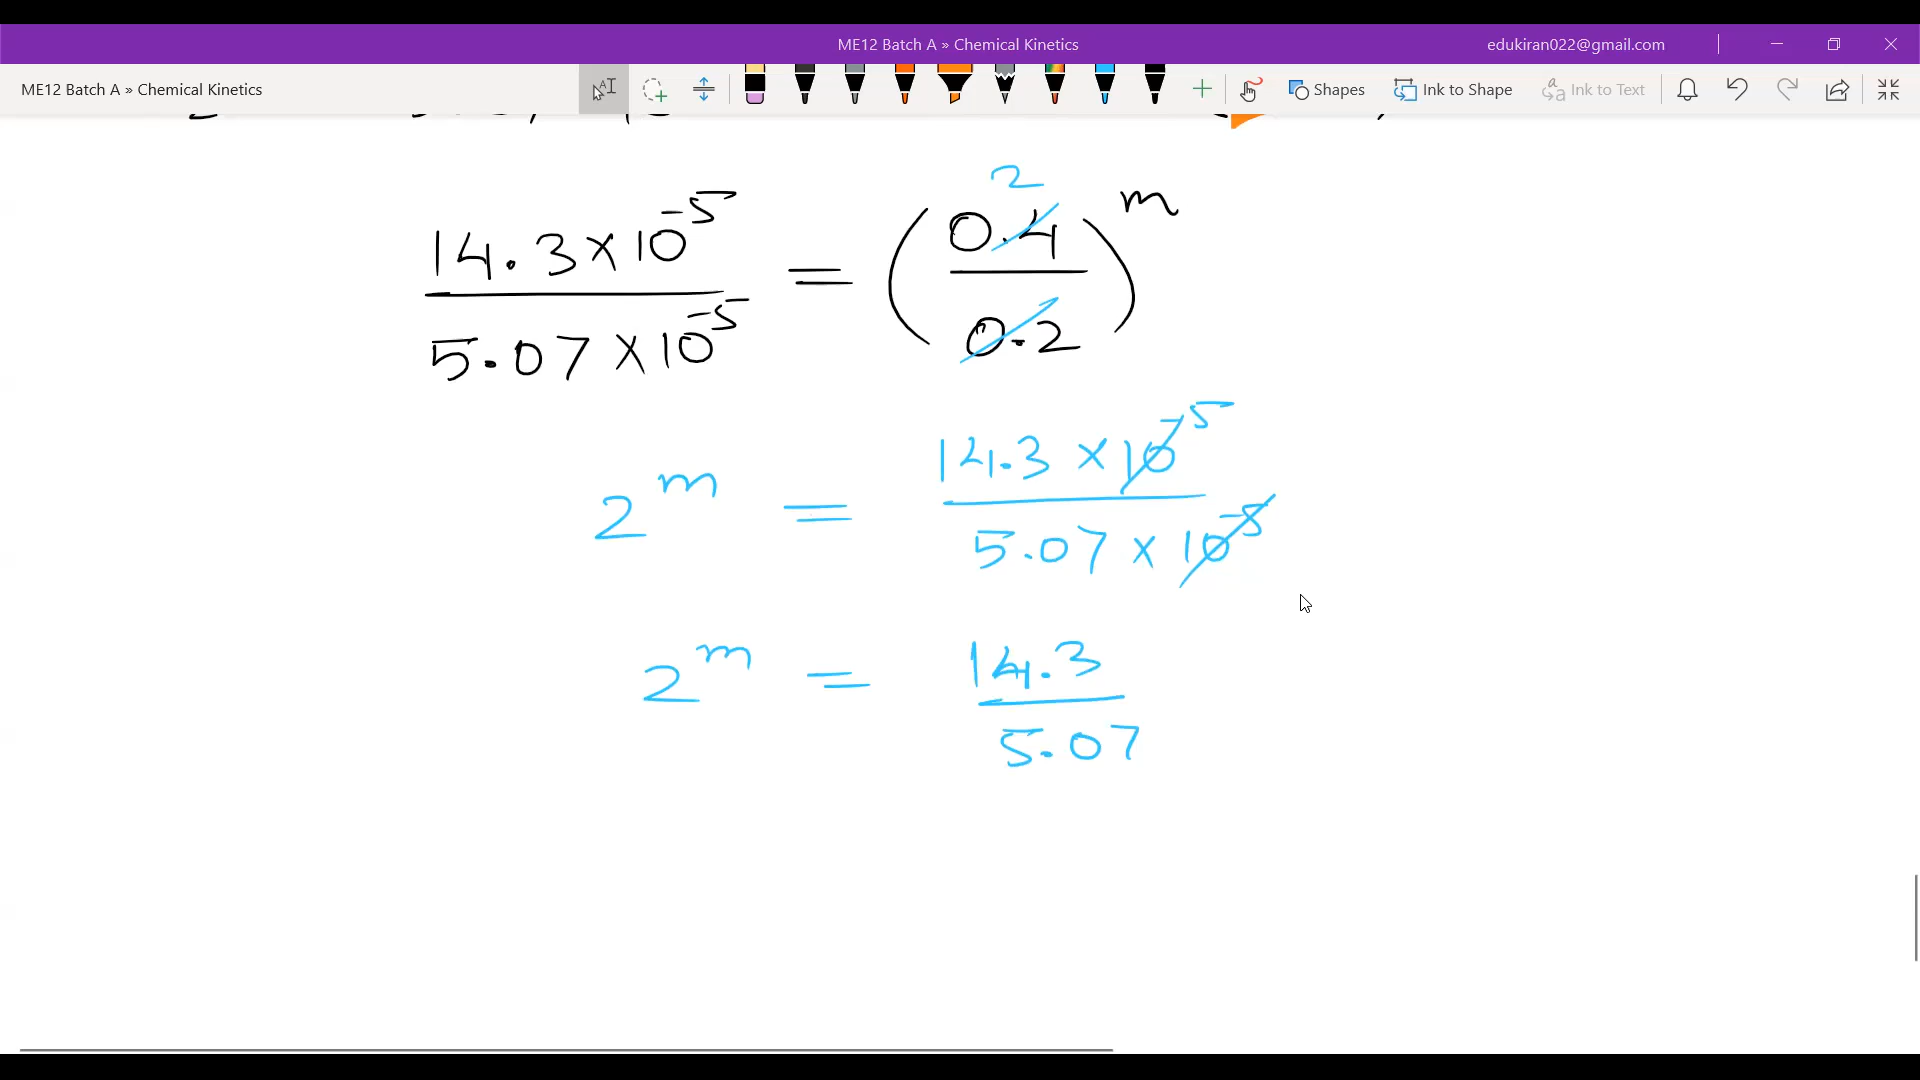 ME12 Batch A » Chemical Kinetics
edukiran022@gmail.com
ME12 Batch A » Chemical Kinetics
Shapes
Ink to Shape
Ink to Text
14.3 × 10^-5 / 5.07 × 10^-5 = (0.4 / 0.2)^m
2
2^m = 14.3 × 10^-5 / 5.07 × 10^-5
2^m = 14.3 / 5.07